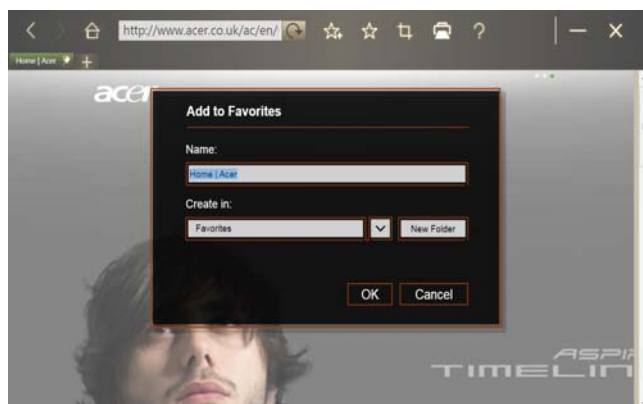 http://www.acer.co.uk/ac/en/
?
Home | Acer
acer
Add to Favorites
Name:
Home | Acer
Create in:
Favorites
New Folder
OK
Cancel
TIMELIN